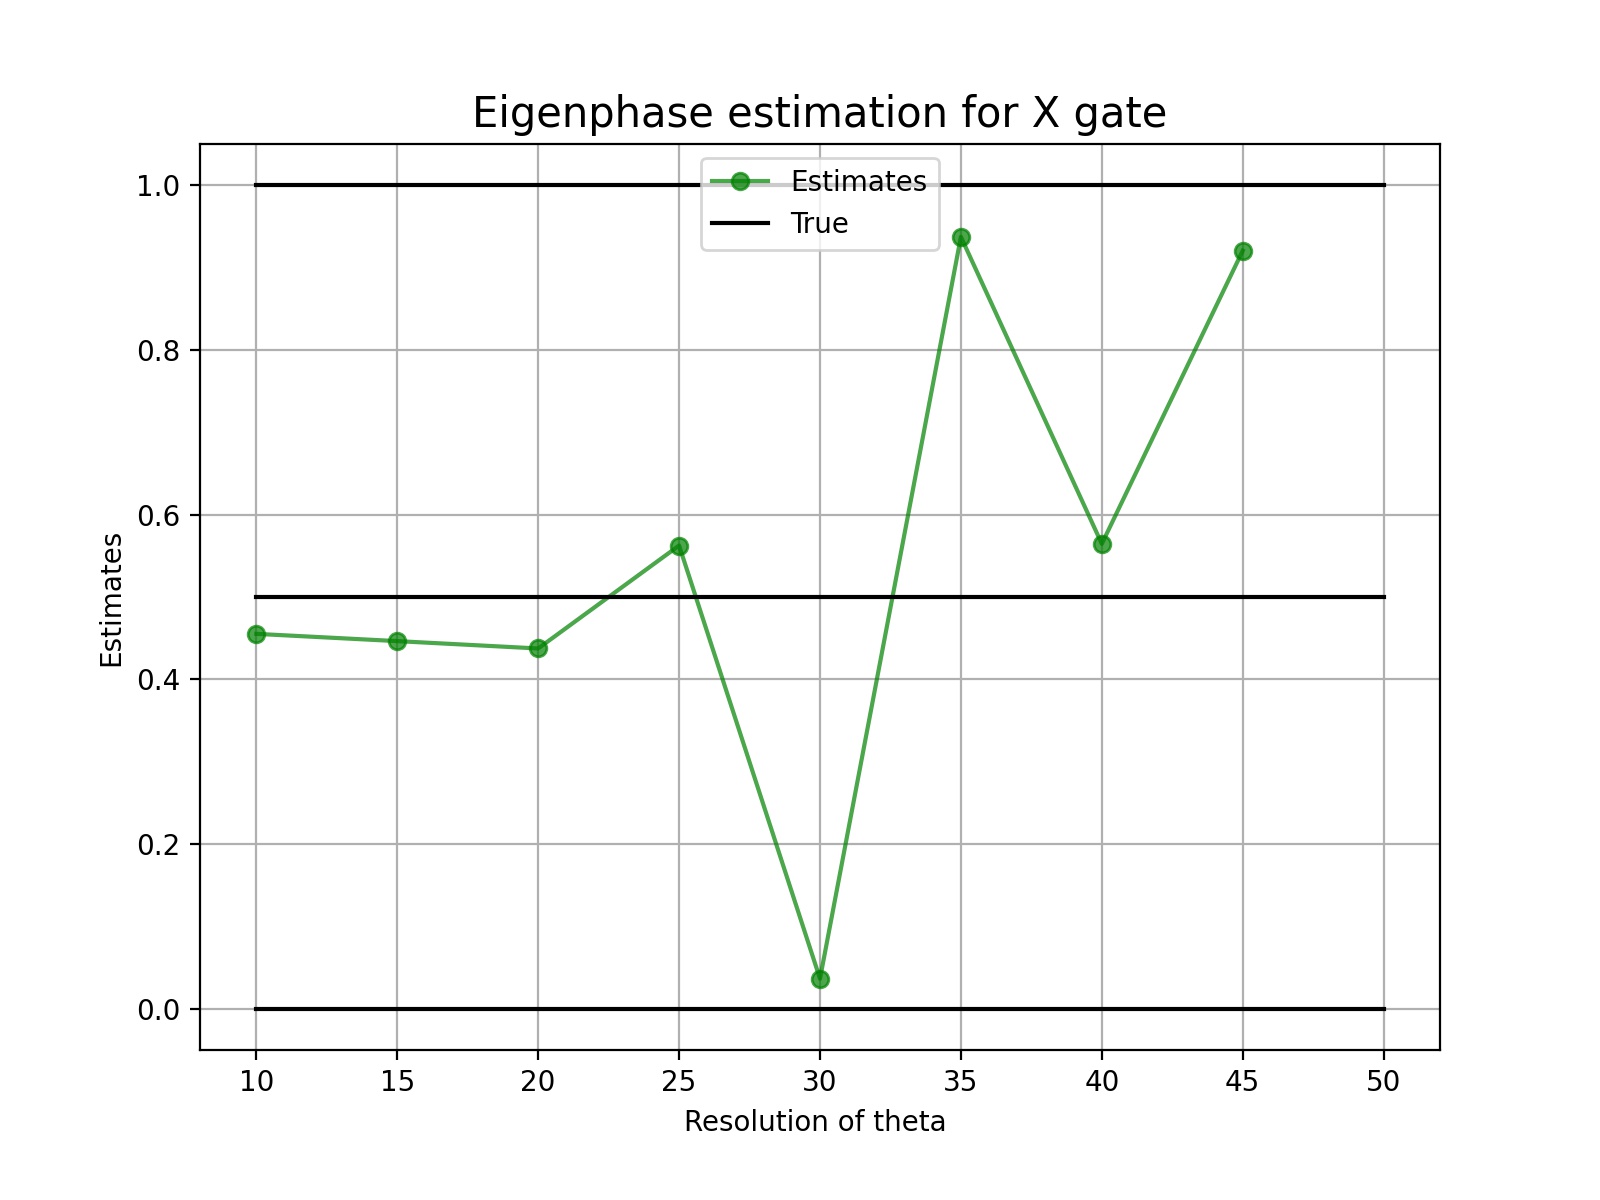 Eigenphase estimation for X gate
Estimates
True
1.0
0.8
0.6
0.4
0.2
0.0
Estimates
10 15 20 25 30 35 40 45 50
Resolution of theta